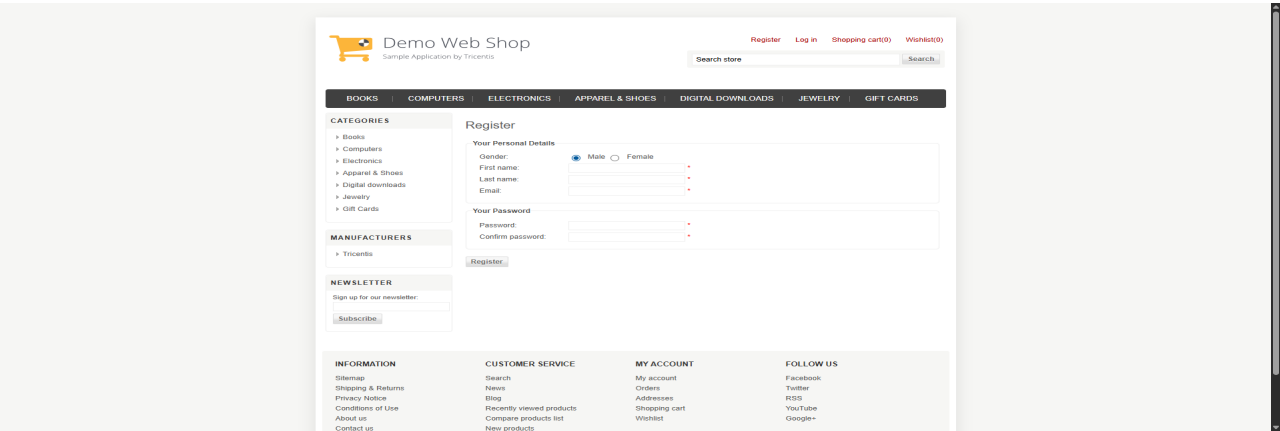 Demo Web Shop
Sample Application by Tricentis
Register Log in Shopping cart(0) Wishlist(0)
Search store Search
BOOKS COMPUTERS ELECTRONICS APPAREL & SHOES DIGITAL DOWNLOADS JEWELRY GIFT CARDS
CATEGORIES
Books
Computers
Electronics
Apparel & Shoes
Digital downloads
Jewelry
Gift Cards
MANUFACTURERS
Tricentis
NEWSLETTER
Sign up for our newsletter:
Subscribe
Register
Your Personal Details
Gender: Male Female
First name: *
Last name: *
Email: *
Your Password
Password: *
Confirm password: *
Register
INFORMATION
Sitemap
Shipping & Returns
Privacy Notice
Conditions of Use
About us
Contact us
CUSTOMER SERVICE
Search
News
Blog
Recently viewed products
Compare products list
New products
MY ACCOUNT
My account
Orders
Addresses
Shopping cart
Wishlist
FOLLOW US
Facebook
Twitter
RSS
YouTube
Google+